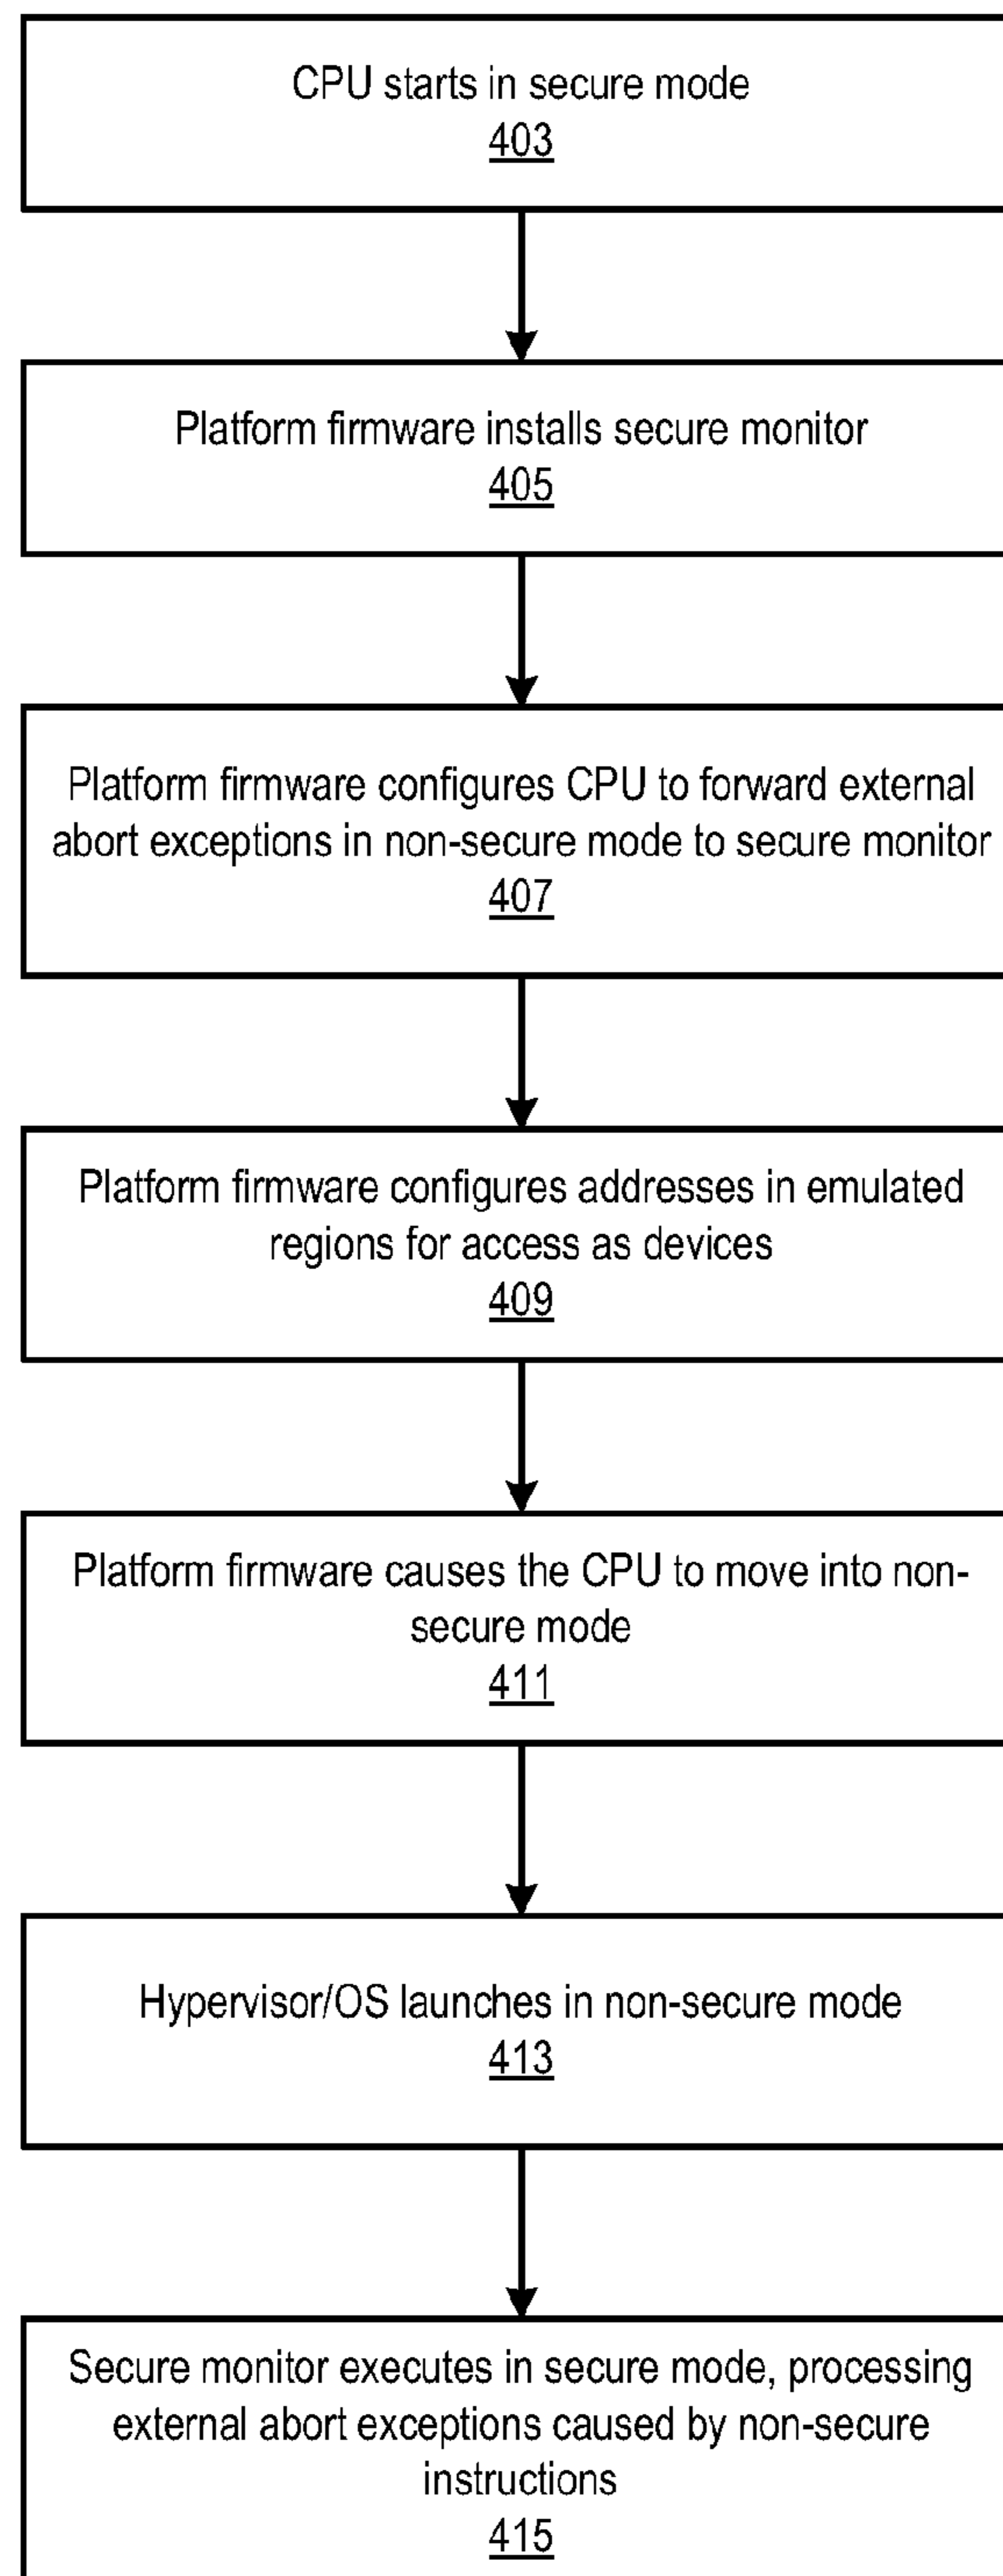 CPU starts in secure mode
403
Platform firmware installs secure monitor
405
Platform firmware configures CPU to forward external
abort exceptions in non-secure mode to secure monitor
407
Platform firmware configures addresses in emulated
regions for access as devices
409
Platform firmware causes the CPU to move into non-
secure mode
411
Hypervisor/OS launches in non-secure mode
413
Secure monitor executes in secure mode, processing
external abort exceptions caused by non-secure
instructions
415